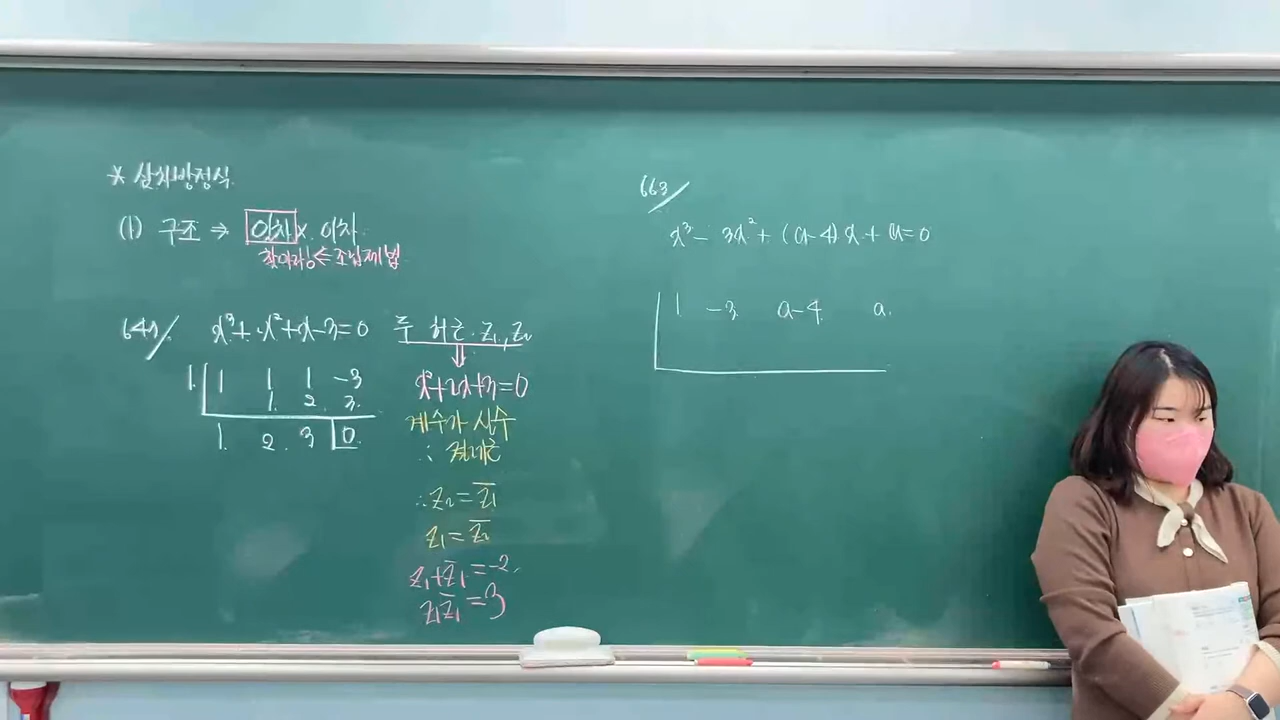 * 삼차방정식
(1) 구조 ⇒ 일차 x 이차
찾아냄 ⇐ 조립제법
x³+x²+x-3=0 두 허근 z₁, z₂
1 | 1 1 1 -3
1 2 3
1 2 3 | 0
⇓
x²+2x+3=0
계수가 실수
∴ 켤레근
∴ z₂ = z̅₁
z₁ = z̅₂
z₁+z̅₁ = -2
z₁z̅₁ = 3
663/
x³-3x²+(a-4)x+a=0
1 -3 a-4 a